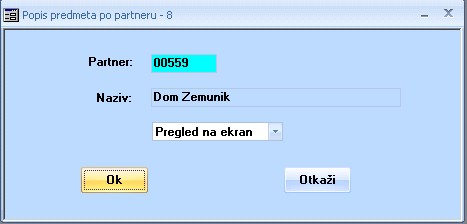 Popis predmeta po partneru - 8
Partner: 00559
Naziv: Dom Zemunik
Pregled na ekran
Ok Otkaži